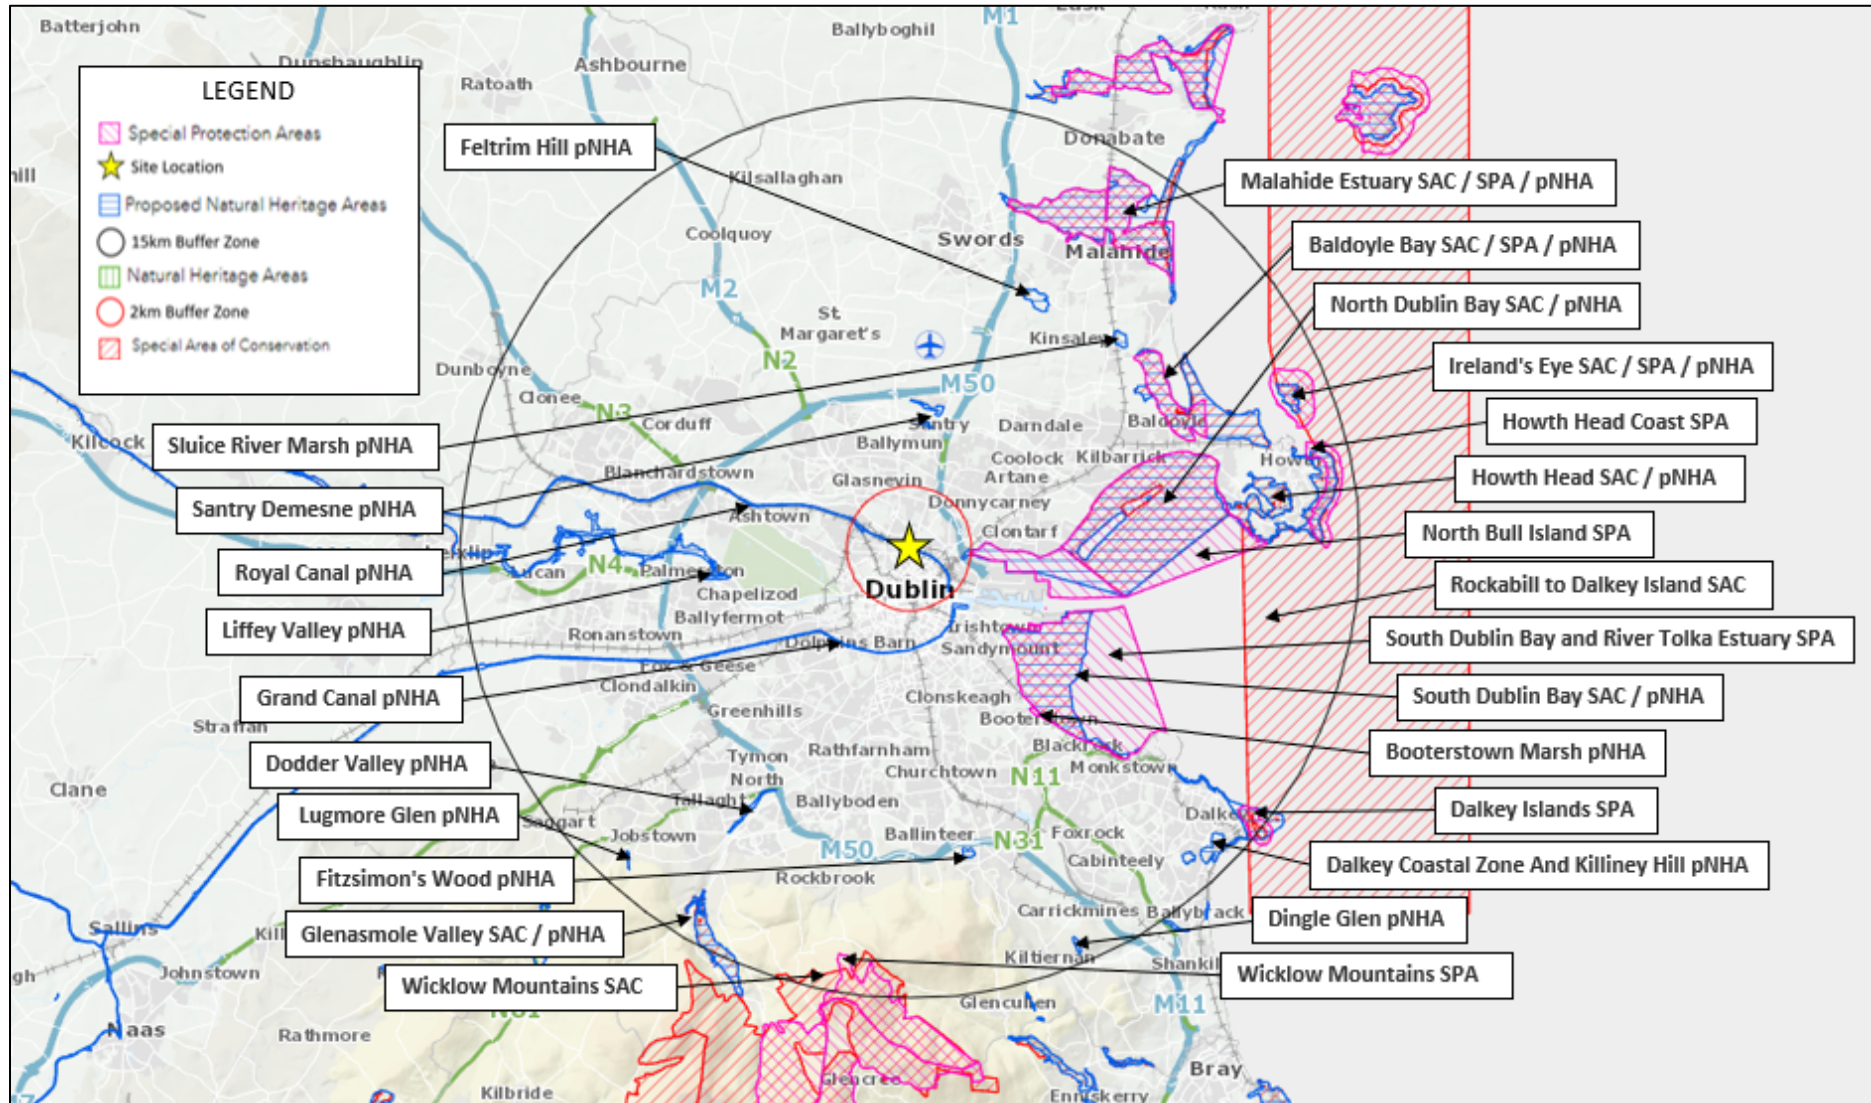 Batterjohn
Dunshaughlin
Ratoath
Ashbourne
Ballyboghil
M1
LEGEND
Special Protection Areas
Site Location
Proposed Natural Heritage Areas
15km Buffer Zone
Natural Heritage Areas
2km Buffer Zone
Special Area of Conservation
Feltrim Hill pNHA
Kilsallaghan
Coolquoy
M2
Donabate
Malahide Estuary SAC / SPA / pNHA
Swords
Malahide
Baldoyle Bay SAC / SPA / pNHA
North Dublin Bay SAC / pNHA
St.
Margaret's
Kinsaley
N2
Dunboyne
Clonee
N3
Corduff
M50
Ireland's Eye SAC / SPA / pNHA
Howth Head Coast SPA
Kilcock
Sluice River Marsh pNHA
Santry
Ballymun
Darndale
Baldoyle
Blanchardstown
Glasnevin
Coolock
Artane
Kilbarrick
Howth Head SAC / pNHA
Santry Demesne pNHA
Ashtown
Donnycarney
Clontarf
North Bull Island SPA
Royal Canal pNHA
Lucan
N4
Palmerston
Chapelizod
Dublin
Rockabill to Dalkey Island SAC
Liffey Valley pNHA
Ballyfermot
Ronanstown
Dolphins Barn
Irishtown
Sandymount
South Dublin Bay and River Tolka Estuary SPA
Fox & Geese
Clondalkin
Grand Canal pNHA
Greenhills
Clonskeagh
Booterstown
South Dublin Bay SAC / pNHA
Straffan
Dodder Valley pNHA
Tymon
North
Rathfarnham
Churchtown
Blackrock
Monkstown
N11
Booterstown Marsh pNHA
Clane
Tallaght
Ballyboden
Lugmore Glen pNHA
Saggart
Jobstown
Ballinteer
N31
Foxrock
Dalkey
Dalkey Islands SPA
M50
Cabinteely
Dalkey Coastal Zone And Killiney Hill pNHA
Fitzsimon's Wood pNHA
Rockbrook
Carrickmines
Ballybrack
Dingle Glen pNHA
Sallins
Glenasmole Valley SAC / pNHA
Kiltiernan
Johnstown
Wicklow Mountains SPA
Wicklow Mountains SAC
Glencullen
M11
Naas
Rathmore
N81
Bray
Kilbride
Glencree
Enniskerry